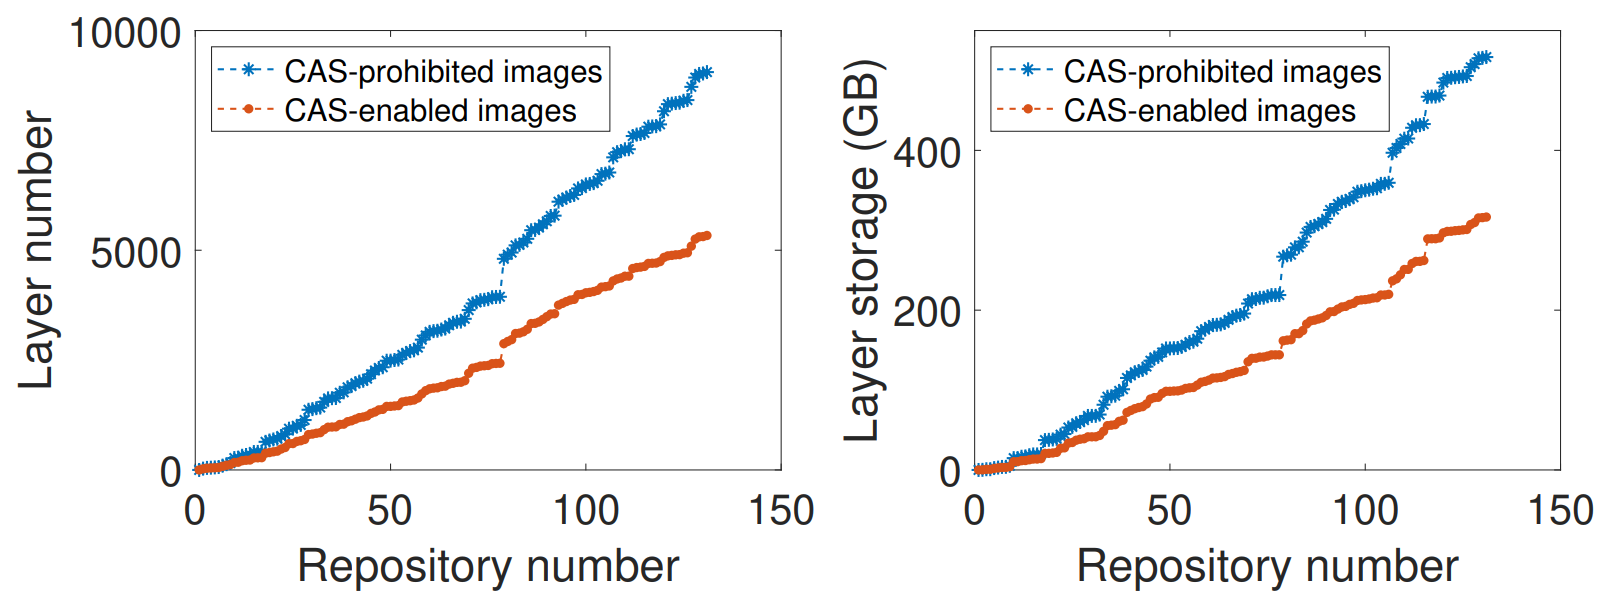 Layer number
10000
5000
0
0
50
100
150
Repository number
CAS-prohibited images
CAS-enabled images
Layer storage (GB)
400
200
0
0
50
100
150
Repository number
CAS-prohibited images
CAS-enabled images